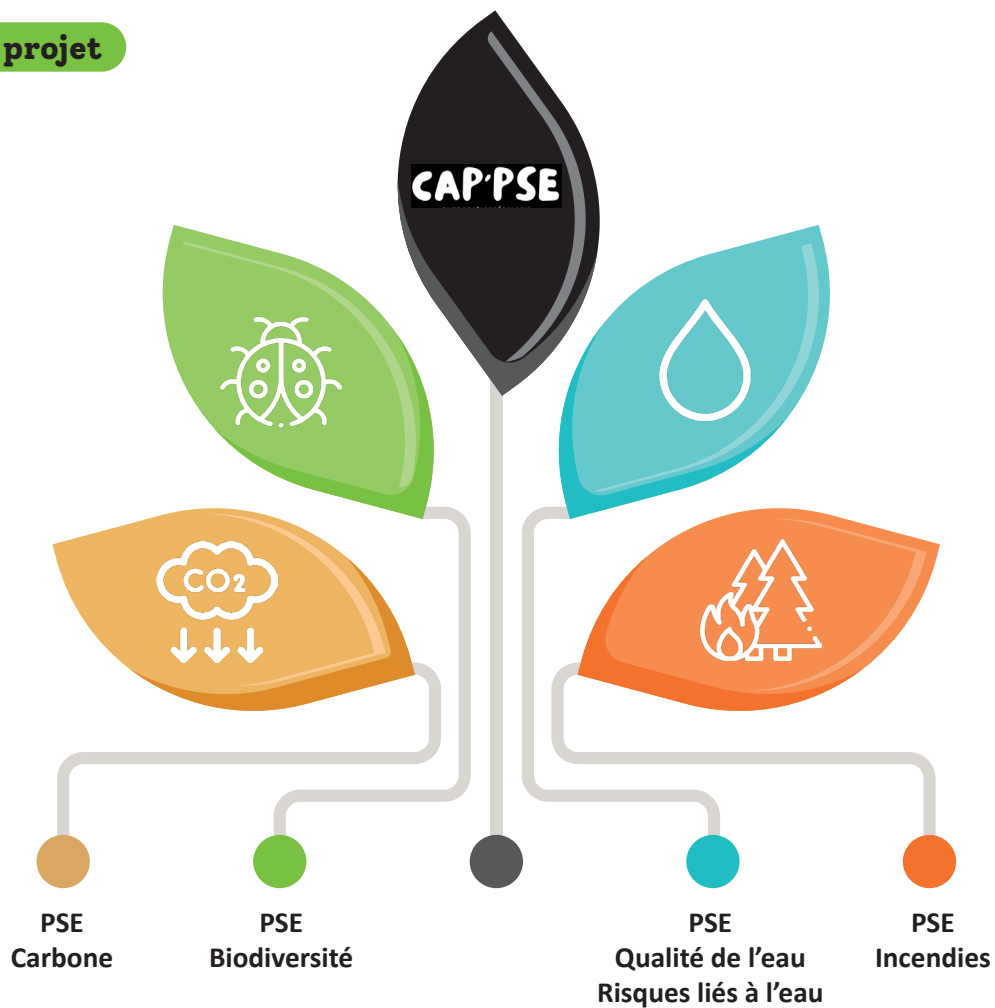 projet
CAP'PSE
CO2
PSE
Carbone
PSE
Biodiversité
PSE
Qualité de l'eau
Risques liés à l'eau
PSE
Incendies